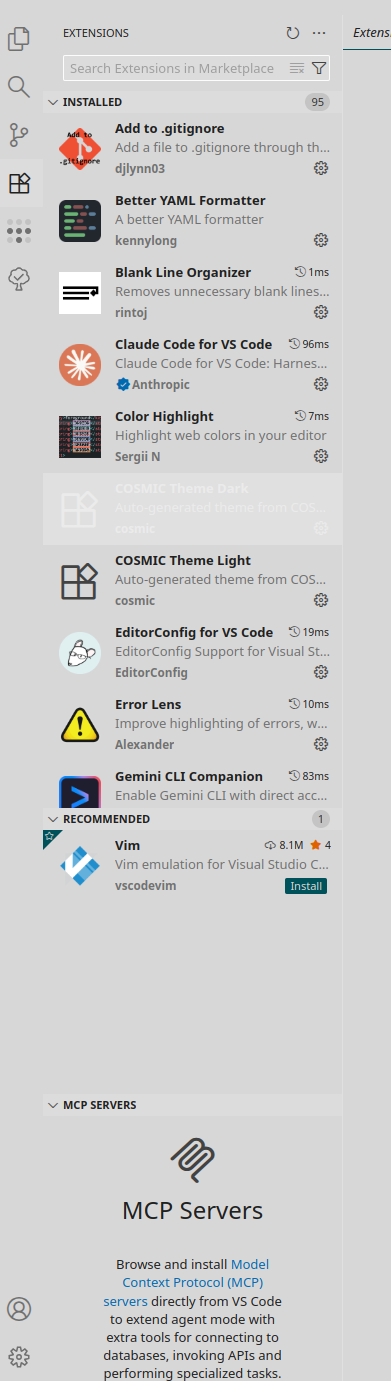 EXTENSIONS
Extens
Search Extensions in Marketplace
INSTALLED 95
Add to .gitignore
Add to .gitignore
Add a file to .gitignore through th...
djlynn03
Better YAML Formatter
A better YAML formatter
kennylong
Blank Line Organizer 1ms
Removes unnecessary blank lines...
rintoj
Claude Code for VS Code 96ms
Claude Code for VS Code: Harnes...
Anthropic
Color Highlight 7ms
Highlight web colors in your editor
Sergii N
COSMIC Theme Dark
Auto-generated theme from COS...
cosmic
COSMIC Theme Light
Auto-generated theme from COS...
cosmic
EditorConfig for VS Code 19ms
EditorConfig Support for Visual St...
EditorConfig
Error Lens 10ms
Improve highlighting of errors, w...
Alexander
Gemini CLI Companion 83ms
Enable Gemini CLI with direct acc...
RECOMMENDED 1
Vim 8.1M 4
Vim emulation for Visual Studio C...
vscodevim Install
MCP SERVERS
MCP Servers
Browse and install Model
Context Protocol (MCP)
servers directly from VS Code
to extend agent mode with
extra tools for connecting to
databases, invoking APIs and
performing specialized tasks.